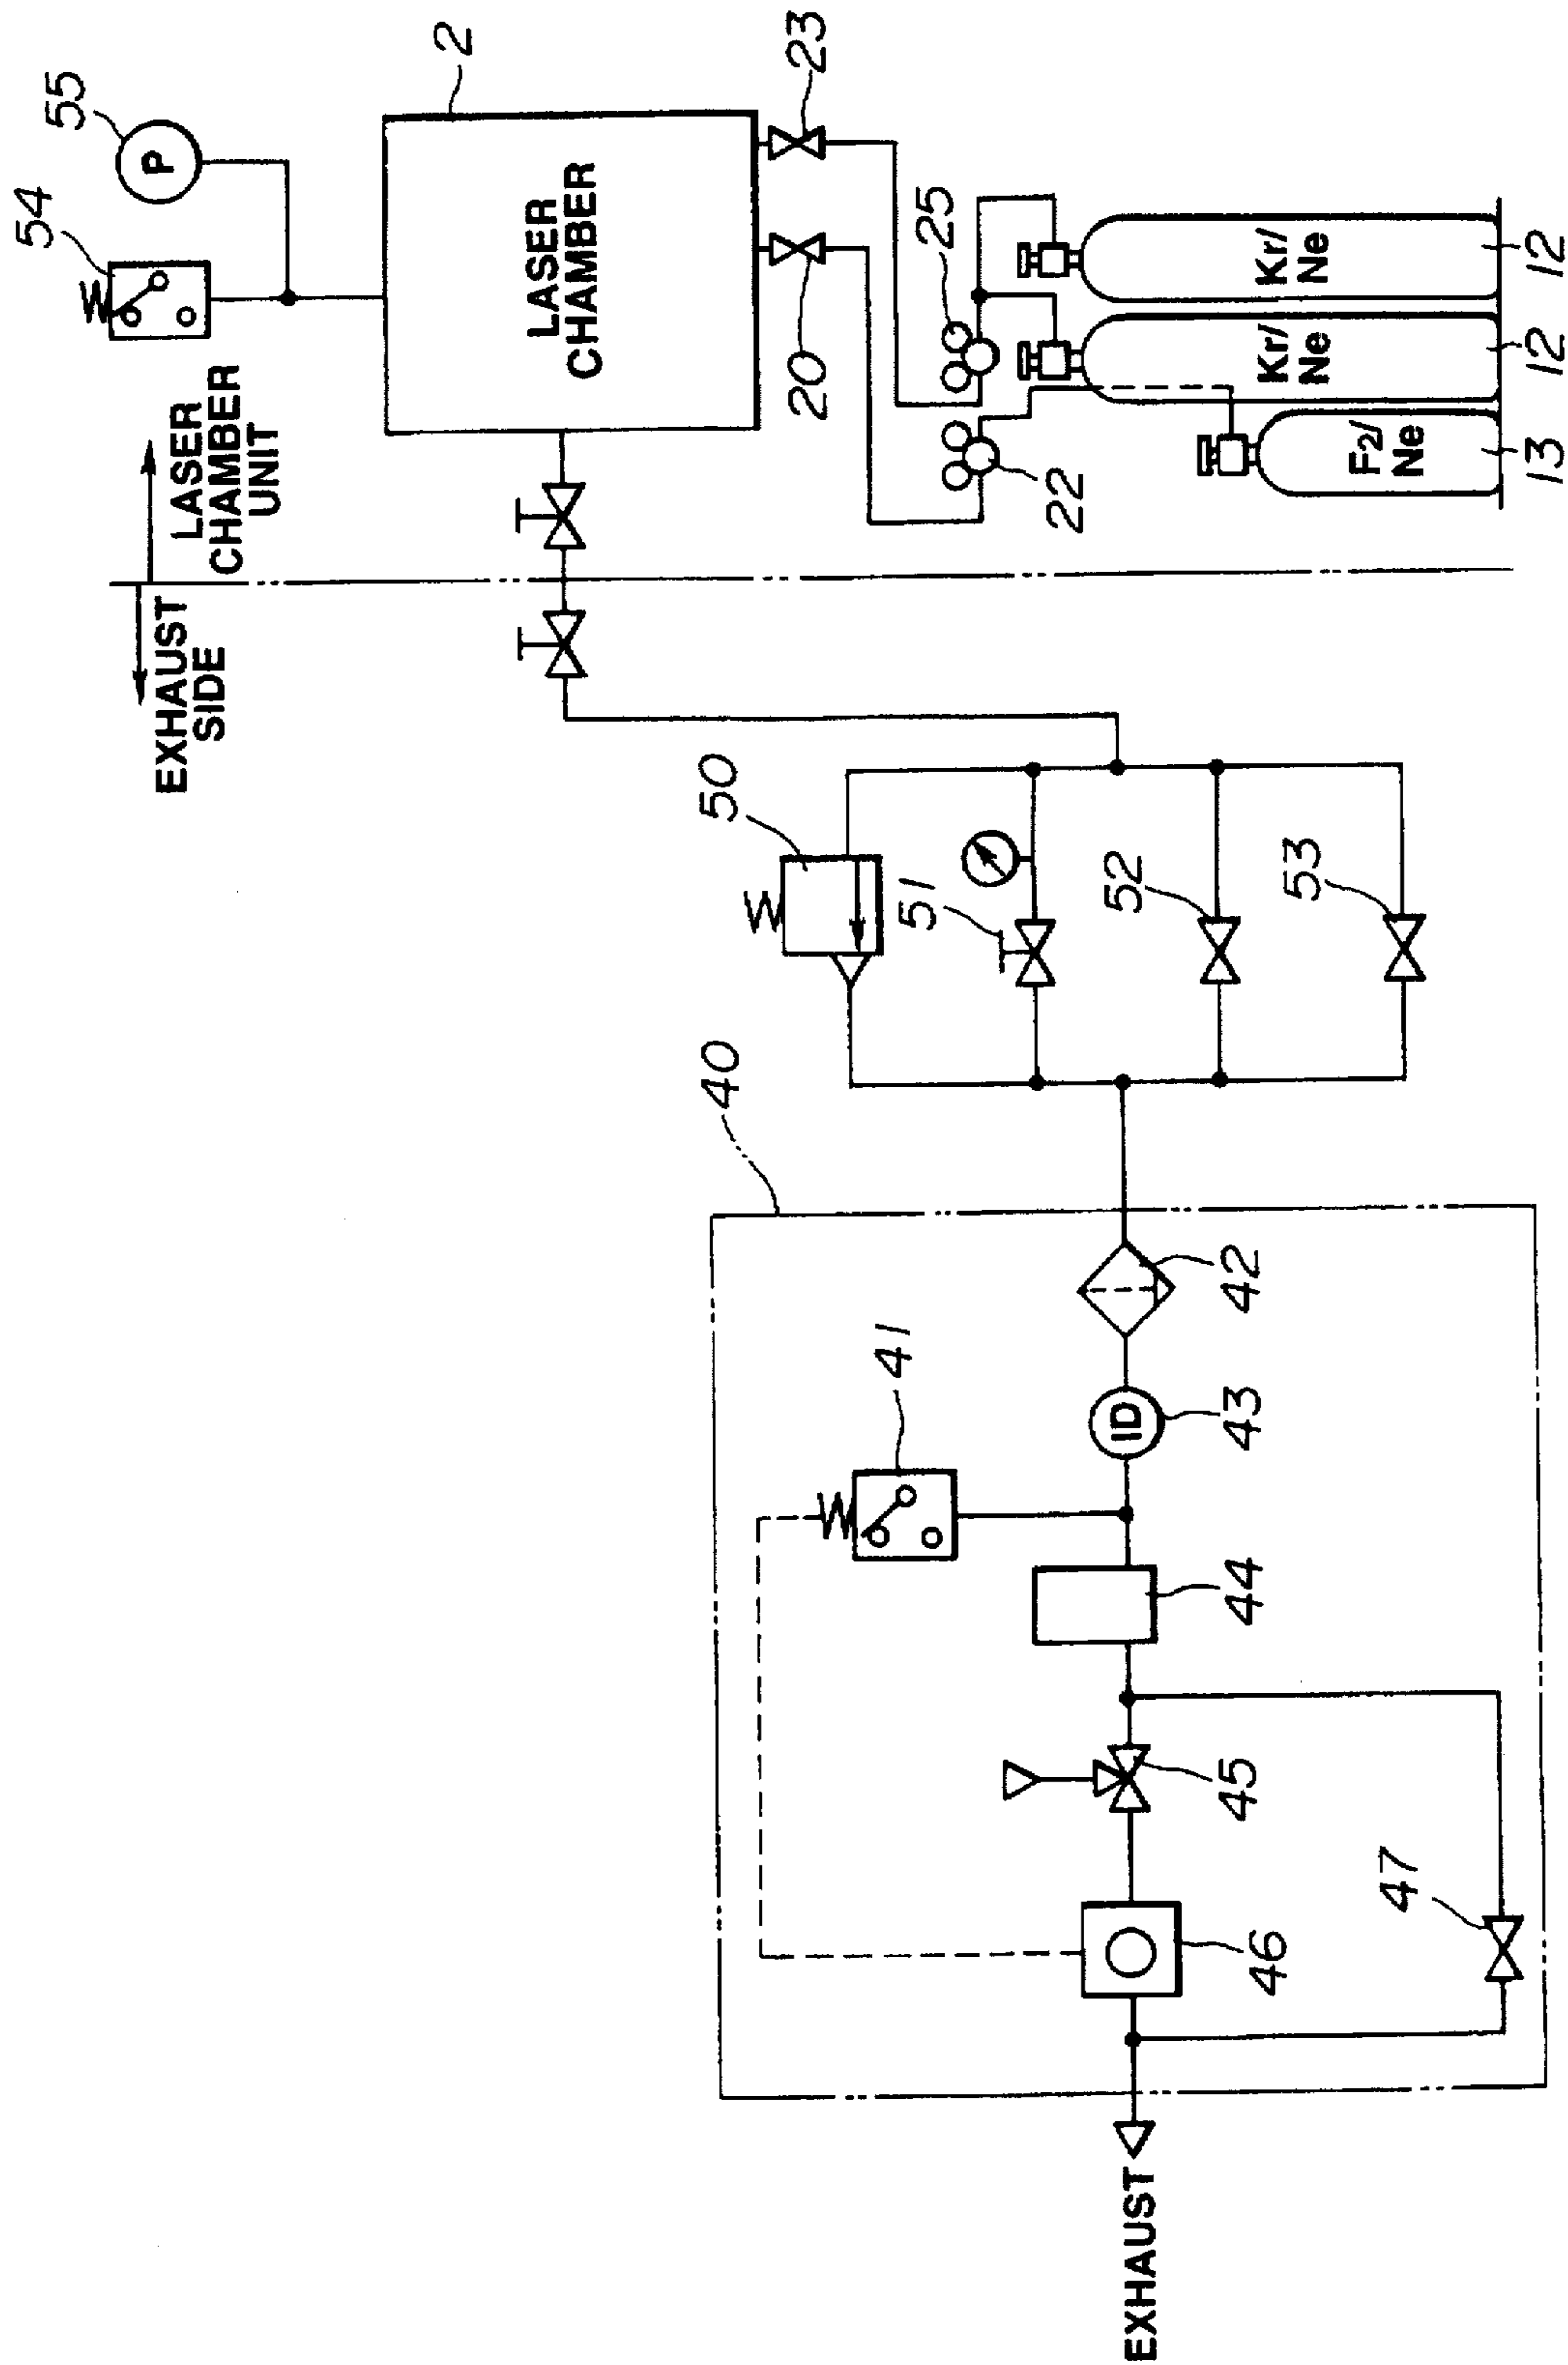 EXHAUST
SIDE
LASER
CHAMBER
UNIT
54
55
P
2
LASER
CHAMBER
20
23
25
22
Kr/
Ne
Kr/
Ne
F2/
Ne
12
12
13
50
51
52
53
40
41
42
ID
43
44
45
46
47
EXHAUST